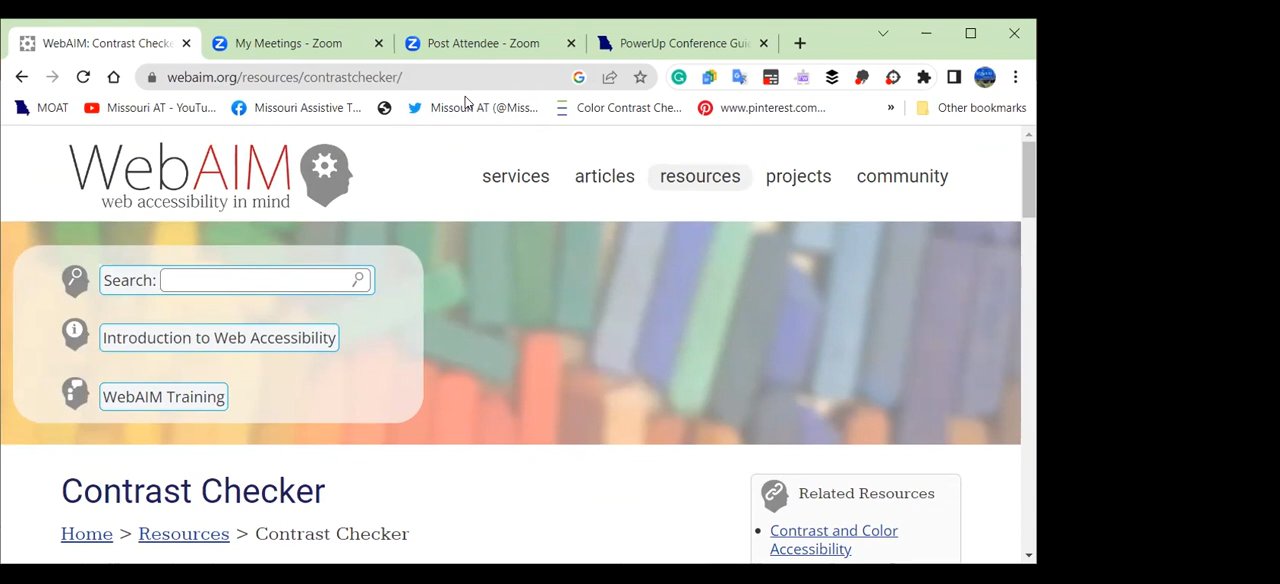 WebAIM: Contrast Checke
My Meetings - Zoom
Post Attendee - Zoom
PowerUp Conference Gui
webaim.org/resources/contrastchecker/
MOAT
Missouri AT - YouTu...
Missouri Assistive T...
Missouri AT (@Miss...
Color Contrast Che...
www.pinterest.com...
»
Other bookmarks
WebAIM
web accessibility in mind
services
articles
resources
projects
community
Search:
Introduction to Web Accessibility
WebAIM Training
Contrast Checker
Home > Resources > Contrast Checker
Related Resources
• Contrast and Color
Accessibility